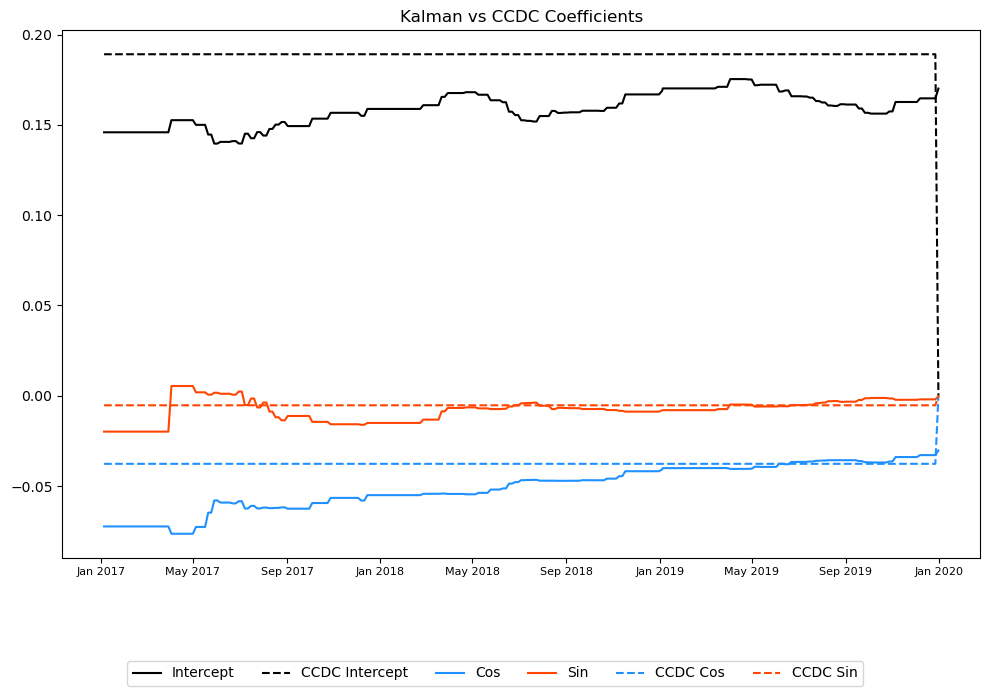 Kalman vs CCDC Coefficients
0.20
0.15
0.10
0.05
0.00
−0.05
Jan 2017 May 2017 Sep 2017 Jan 2018 May 2018 Sep 2018 Jan 2019 May 2019 Sep 2019 Jan 2020
Intercept CCDC Intercept Cos Sin CCDC Cos CCDC Sin